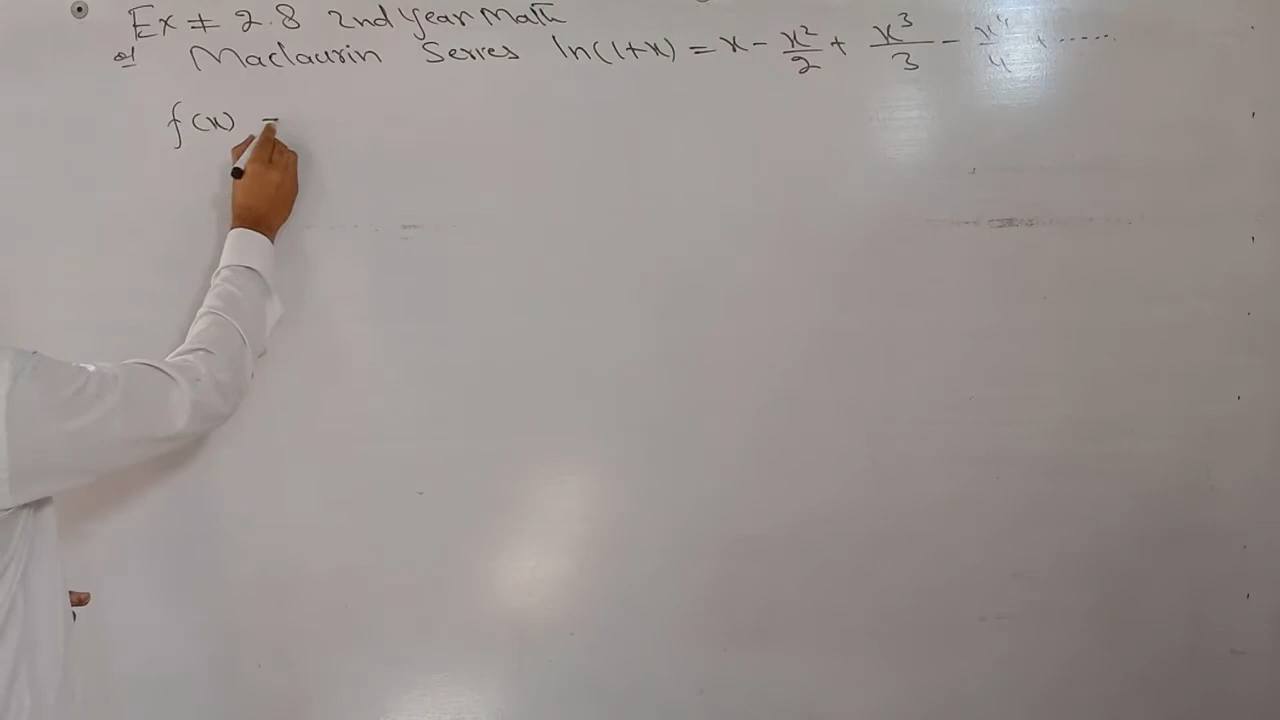 Ex # 2.8 2nd Year Math
Q1 Maclaurin Series ln(1+x) = x - x²/2 + x³/3 - x⁴/4 + ......
f(x) =